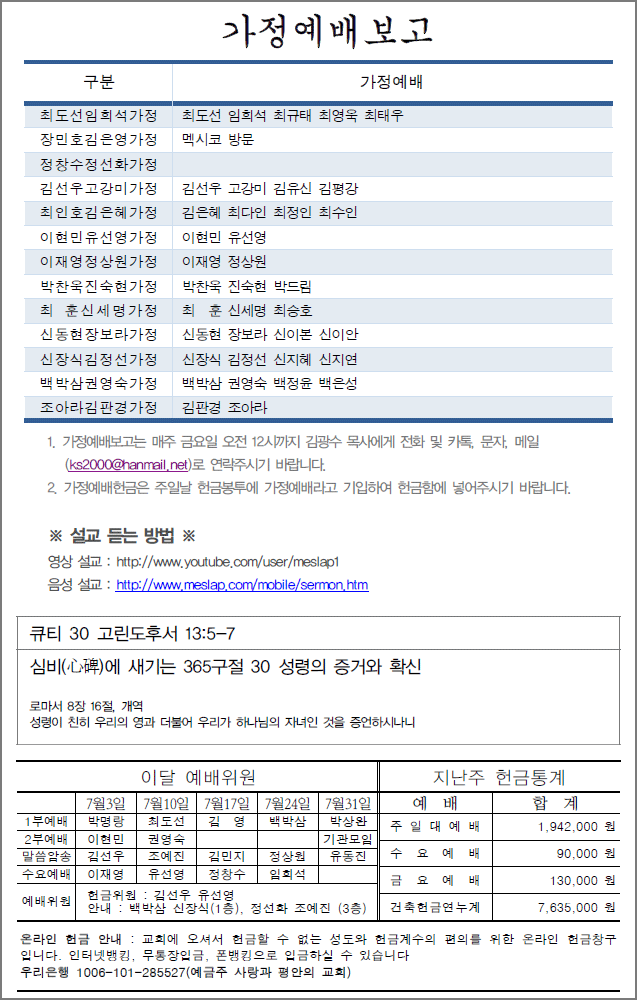 가정예배보고
구분 가정예배
최도선임희석가정 최도선 임희석 최규태 최영욱 최태우
장민호김은영가정 멕시코 방문
정창수정선화가정
김선우고강미가정 김선우 고강미 김유신 김평강
최인호김은혜가정 김은혜 최다인 최정인 최수인
이현민유선영가정 이현민 유선영
이재영정상원가정 이재영 정상원
박찬욱진숙현가정 박찬욱 진숙현 박드림
최 훈신세명가정 최 훈 신세명 최승호
신동현장보라가정 신동현 장보라 신이본 신이안
신장식김정선가정 신장식 김정선 신지혜 신지연
백박삼권영숙가정 백박삼 권영숙 백정윤 백은성
조아라김판경가정 김판경 조아라
1. 가정예배보고는 매주 금요일 오전 12시까지 김광수 목사에게 전화 및 카톡, 문자, 메일
(ks2000@hanmail.net)로 연락주시기 바랍니다.
2. 가정예배헌금은 주일날 헌금봉투에 가정예배라고 기입하여 헌금함에 넣어주시기 바랍니다.
※ 설교 듣는 방법 ※
영상 설교 : http://www.youtube.com/user/meslap1
음성 설교 : http://www.meslap.com/mobile/sermon.htm
큐티 30 고린도후서 13:5-7
심비(心碑)에 새기는 365구절 30 성령의 증거와 확신
로마서 8장 16절, 개역
성령이 친히 우리의 영과 더불어 우리가 하나님의 자녀인 것을 증언하시나니
이달 예배위원
7월3일 7월10일 7월17일 7월24일 7월31일
1부예배 박명랑 최도선 김 영 백박삼 박상완
2부예배 이현민 권영숙 기관모임
말씀암송 김선우 조예진 김민지 정상원 유동진
수요예배 이재영 유선영 정창수 임희석
예배위원 헌금위원 : 김선우 유선영
안내 : 백박삼 신장식(1층), 정선화 조예진 (3층)
지난주 헌금통계
예 배 합 계
주 일 대 예 배 1,942,000 원
수 요 예 배 90,000 원
금 요 예 배 130,000 원
건축헌금연누계 7,635,000 원
온라인 헌금 안내 : 교회에 오셔서 헌금할 수 없는 성도와 헌금계수의 편의를 위한 온라인 헌금창구
입니다. 인터넷뱅킹, 무통장입금, 폰뱅킹으로 입금하실 수 있습니다
우리은행 1006-101-285527(예금주 사랑과 평안의 교회)